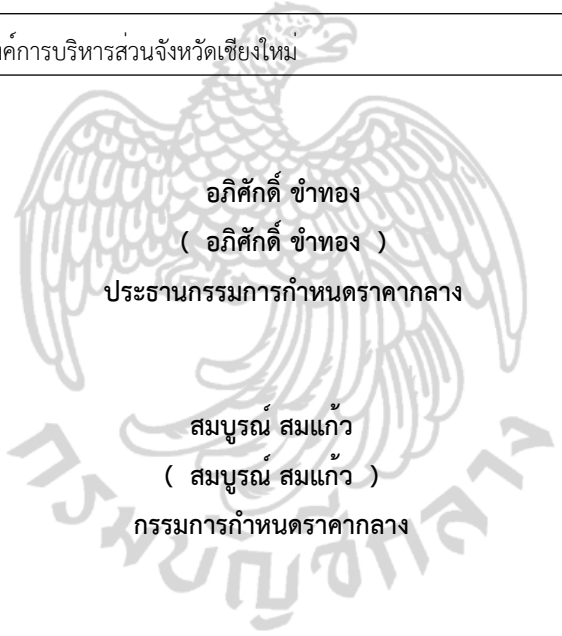 องค์การบริหารส่วนจังหวัดเชียงใหม่
อภิศักดิ์ ขำทอง
( อภิศักดิ์ ขำทอง )
ประธานกรรมการกำหนดราคากลาง
สมบูรณ์ สมแก้ว
( สมบูรณ์ สมแก้ว )
กรรมการกำหนดราคากลาง
กรมบัญชีกลาง